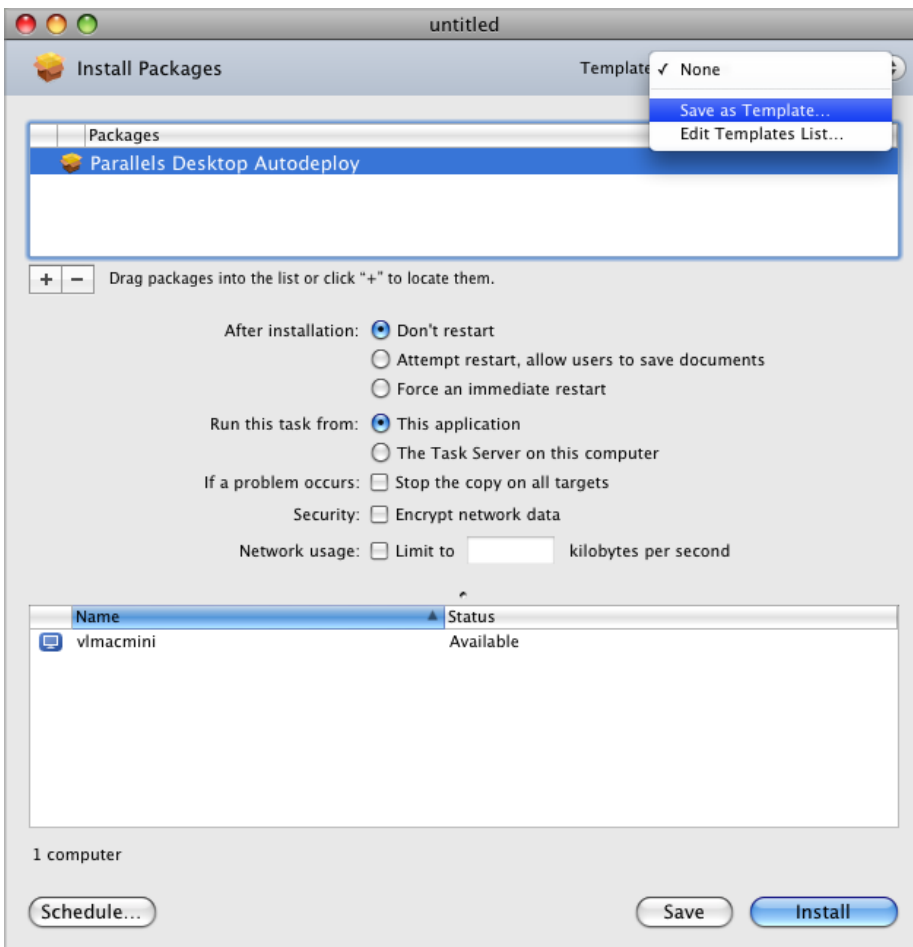 untitled
Install Packages
Template
✓ None
Save as Template...
Edit Templates List...
Packages
Parallels Desktop Autodeploy
+ − Drag packages into the list or click “+” to locate them.
After installation: Don't restart
Attempt restart, allow users to save documents
Force an immediate restart
Run this task from: This application
The Task Server on this computer
If a problem occurs: Stop the copy on all targets
Security: Encrypt network data
Network usage: Limit to kilobytes per second
Name Status
vlmacmini Available
1 computer
Schedule... Save Install